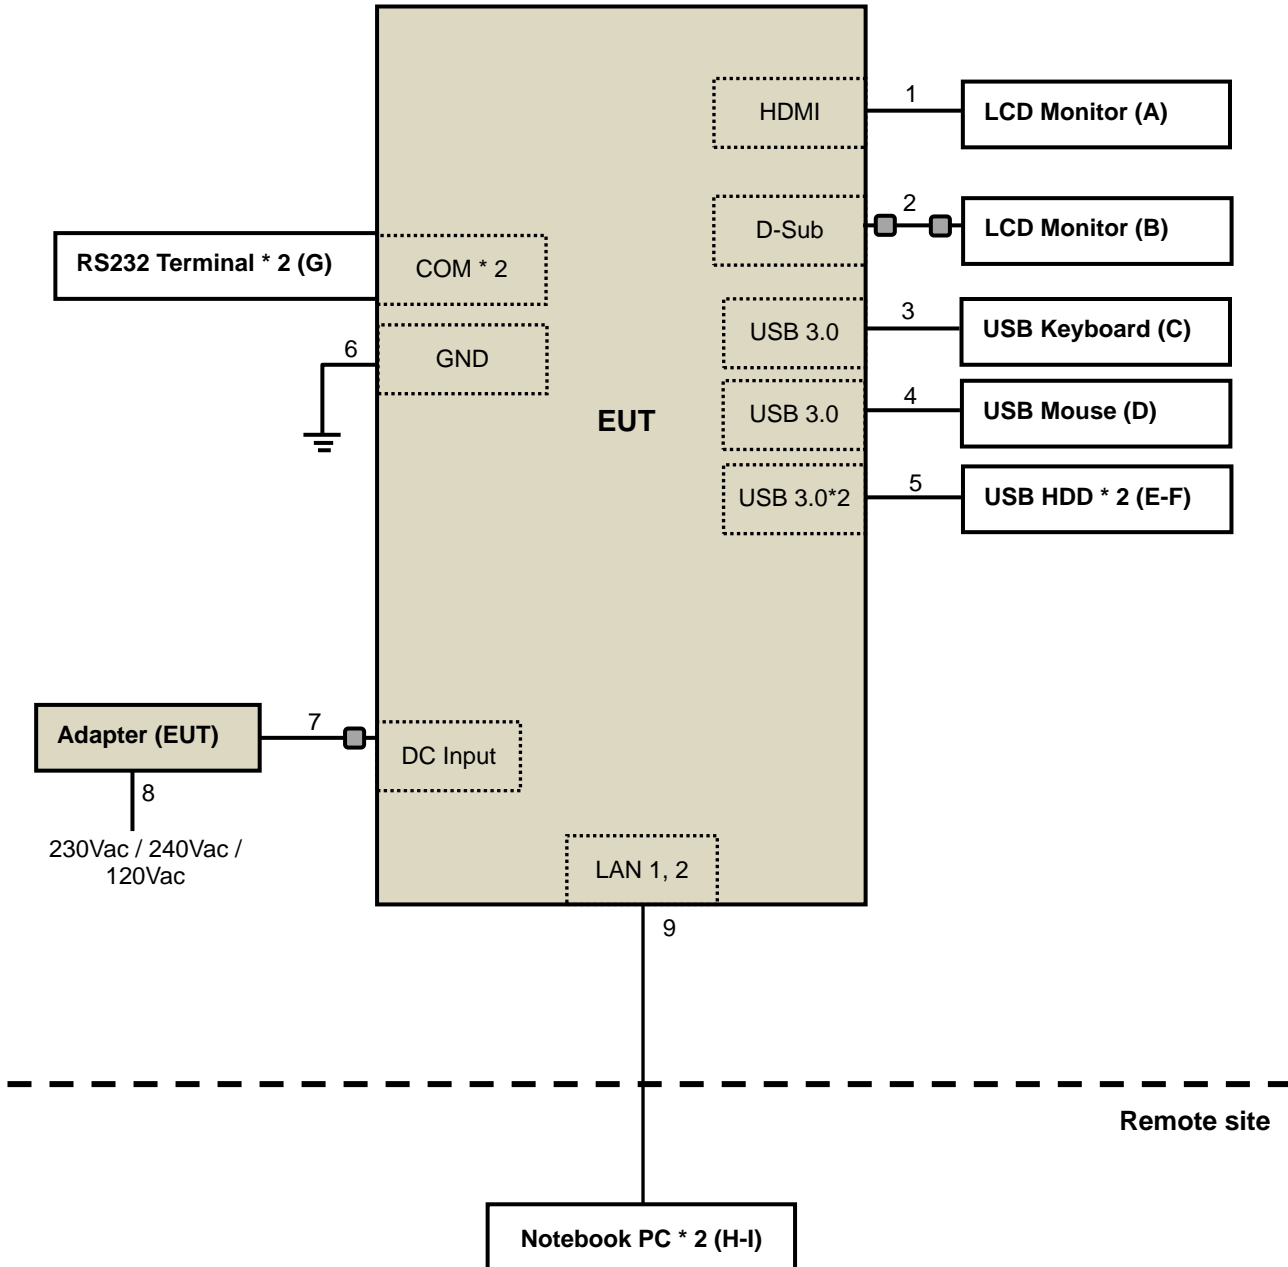 HDMI
1
LCD Monitor (A)
D-Sub
2
LCD Monitor (B)
RS232 Terminal * 2 (G)
COM * 2
USB 3.0
3
USB Keyboard (C)
6
GND
EUT
USB 3.0
4
USB Mouse (D)
USB 3.0*2
5
USB HDD * 2 (E-F)
Adapter (EUT)
7
DC Input
8
230Vac / 240Vac /
120Vac
LAN 1, 2
9
Remote site
Notebook PC * 2 (H-I)